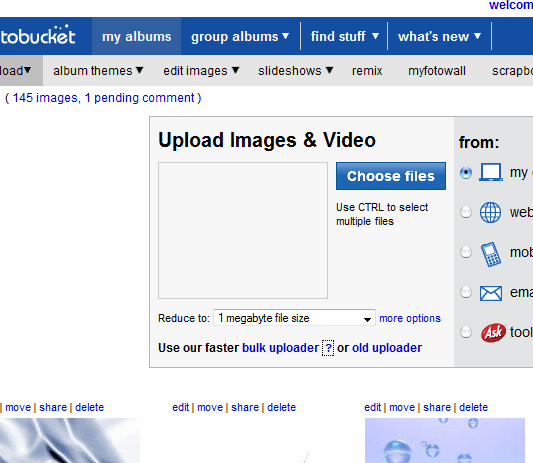 welcom
tobucket my albums group albums find stuff what's new
load album themes edit images slideshows remix myfotowall scrapbo
( 145 images, 1 pending comment )
Upload Images & Video
from:
Choose files
my
Use CTRL to select
multiple files
web
mob
ema
Reduce to: 1 megabyte file size more options
Ask tool
Use our faster bulk uploader ? or old uploader
| move | share | delete edit | move | share | delete edit | move | share | delete